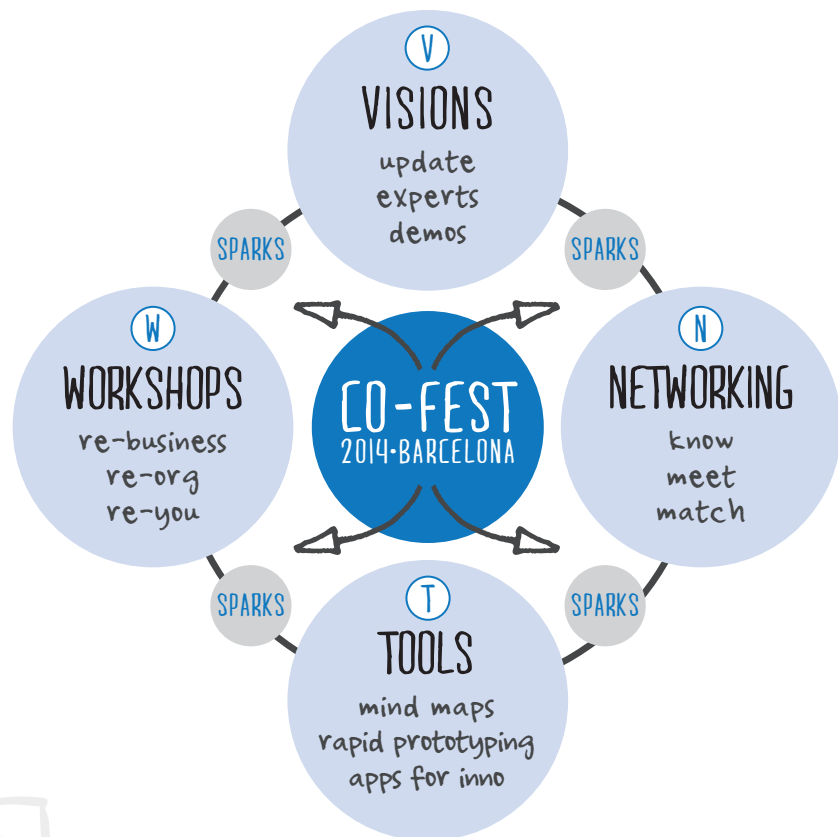 V
VISIONS
update
experts
demos
SPARKS
SPARKS
W
WORKSHOPS
re-business
re-org
re-you
CO-FEST
2014·BARCELONA
N
NETWORKING
know
meet
match
SPARKS
SPARKS
T
TOOLS
mind maps
rapid prototyping
apps for inno